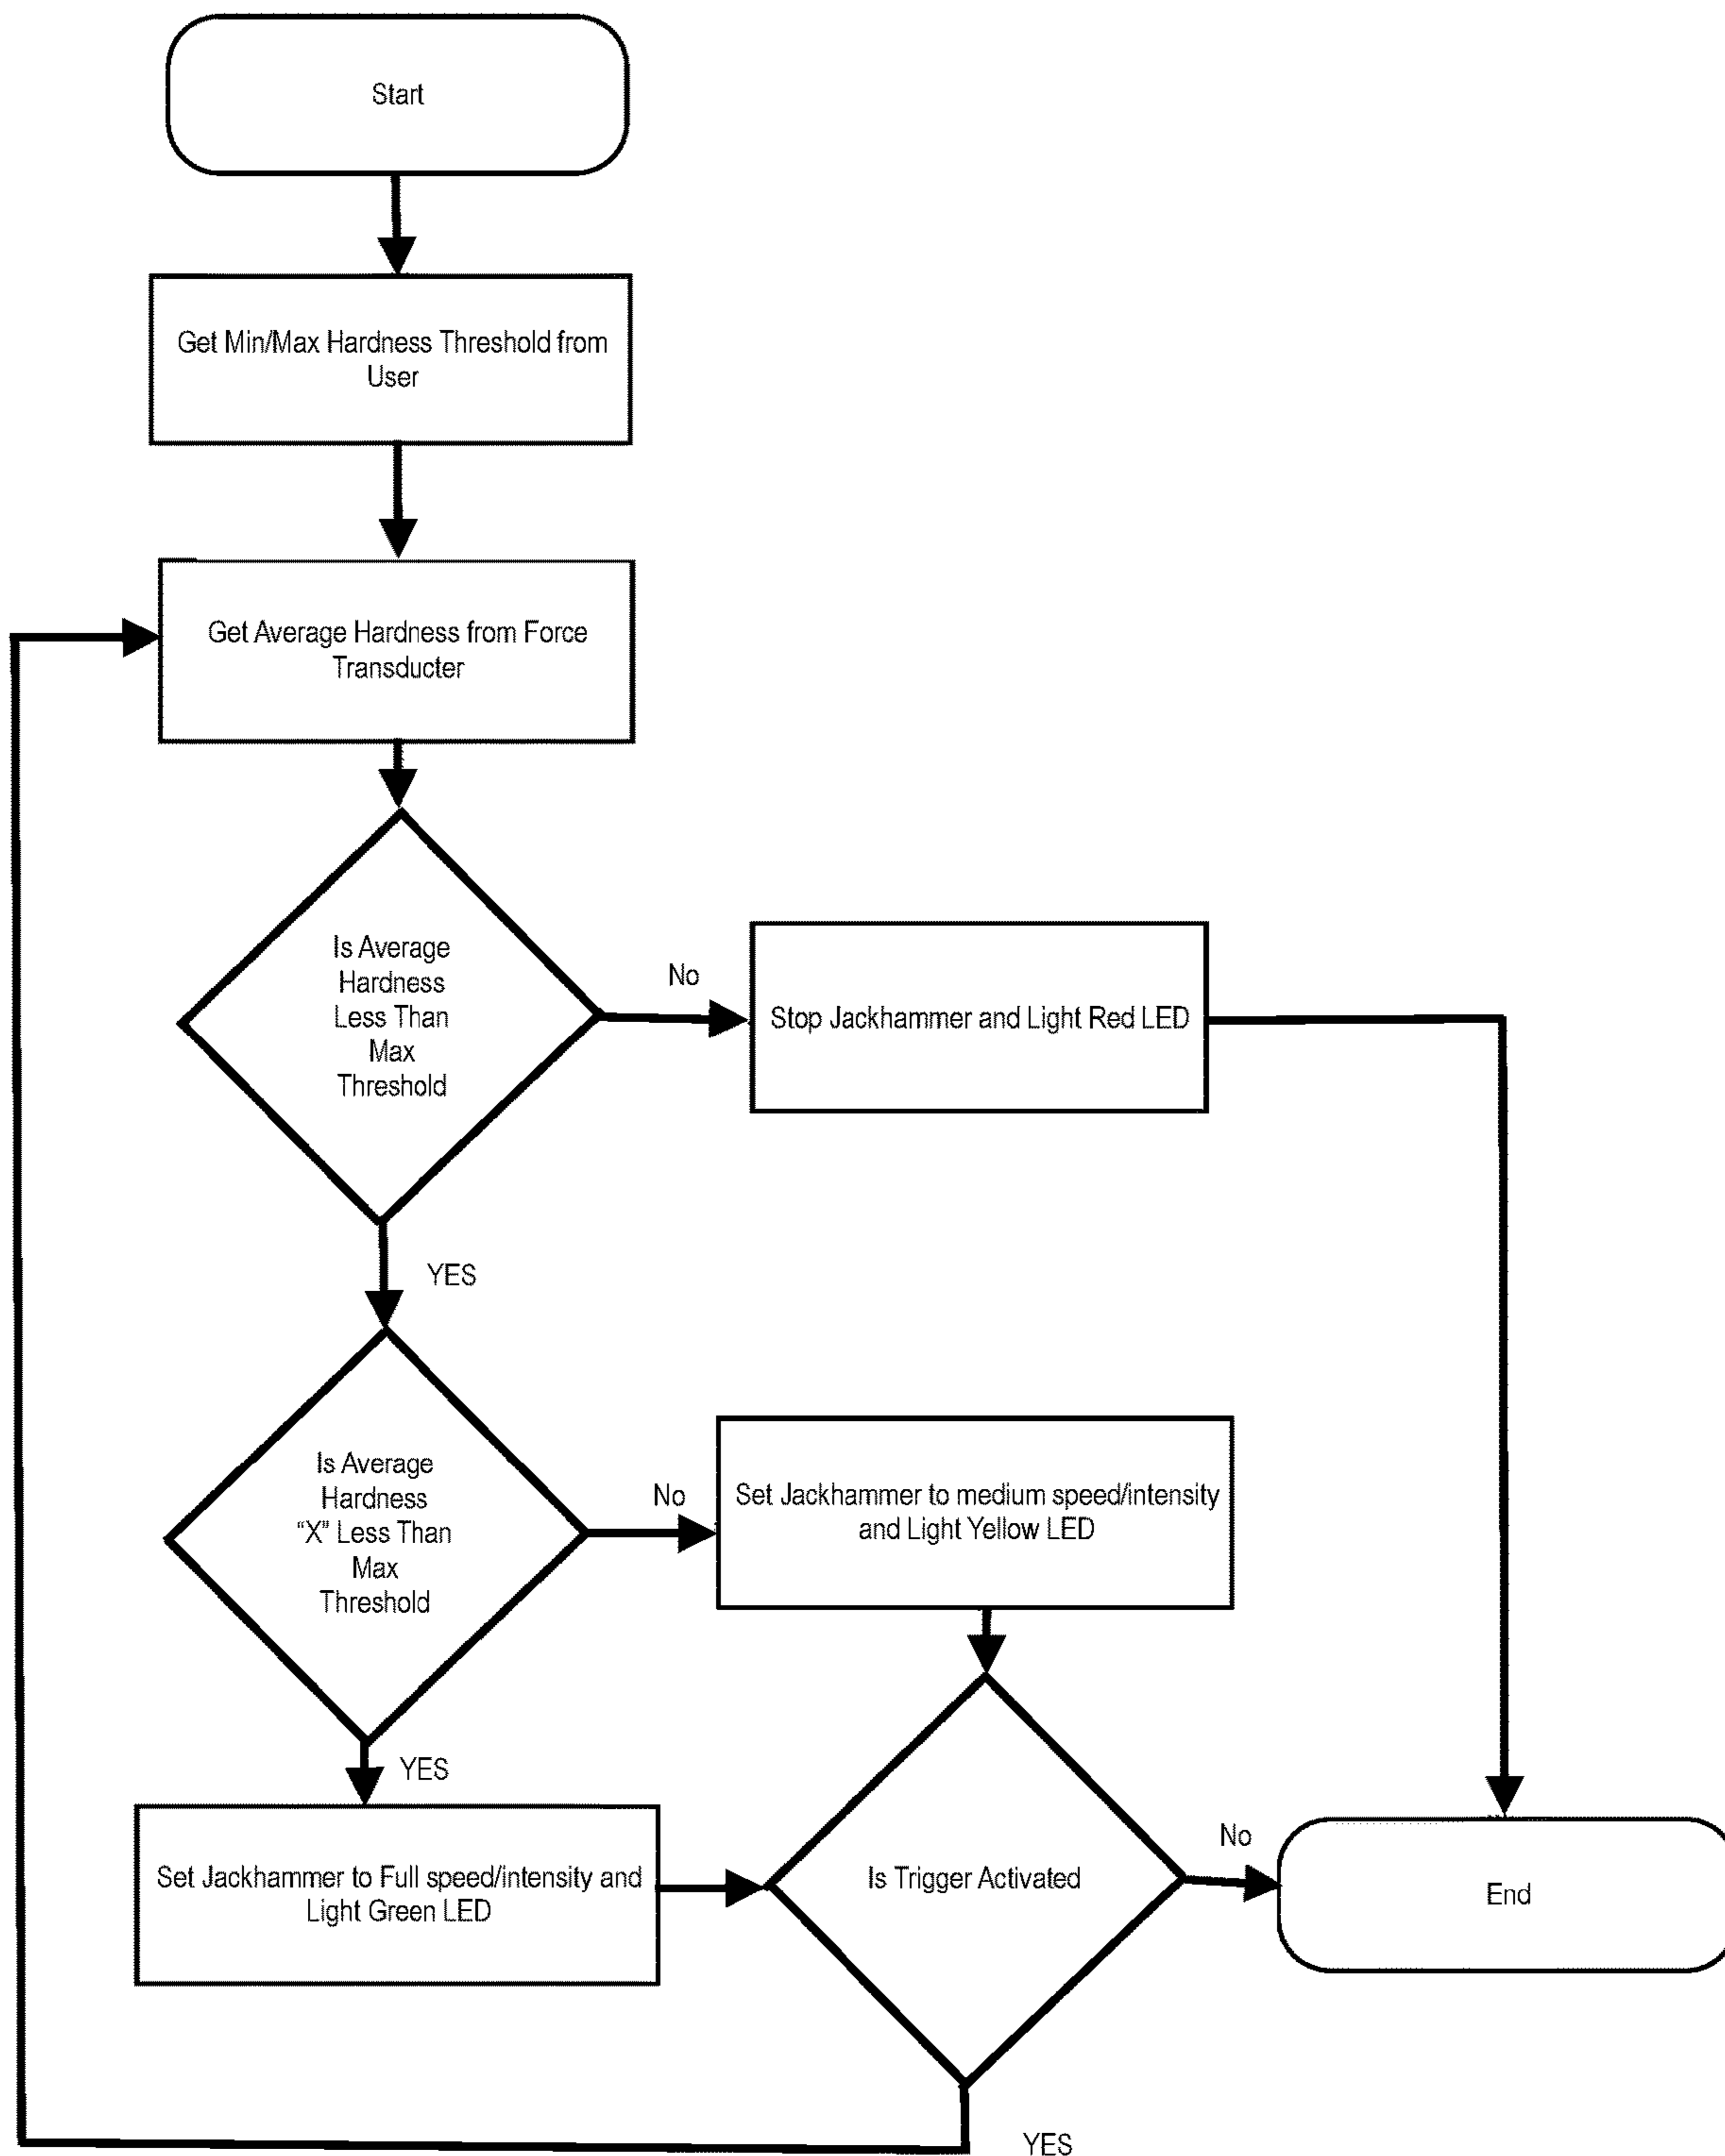 Start
Get Min/Max Hardness Threshold from
User
Get Average Hardness from Force
Transducter
Is Average
Hardness
Less Than
Max
Threshold
No
Stop Jackhammer and Light Red LED
YES
Is Average
Hardness
“X” Less Than
Max
Threshold
No
Set Jackhammer to medium speed/intensity
and Light Yellow LED
YES
Set Jackhammer to Full speed/intensity and
Light Green LED
Is Trigger Activated
No
End
YES